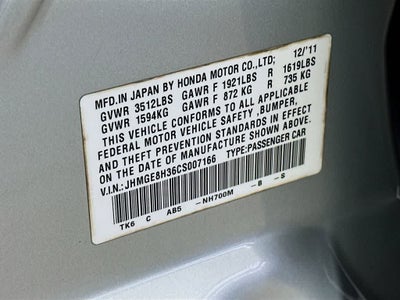 MFD.IN JAPAN BY HONDA MOTOR CO.,LTD; 12/'11
GVWR 3512LBS GAWR F 1921LBS R 1619LBS
GVWR 1594KG GAWR F 872 KG R 735 KG
THIS VEHICLE CONFORMS TO ALL APPLICABLE
FEDERAL MOTOR VEHICLE SAFETY ,BUMPER,
AND THEFT PREVENTION STANDARDS IN EFFECT
ON THE DATE OF MANUFACTURE SHOWN ABOVE.
V.I.N.: JHMGE8H36CS007166 TYPE:PASSENGER CAR
TK6 C AB5 -NH700M -B -S